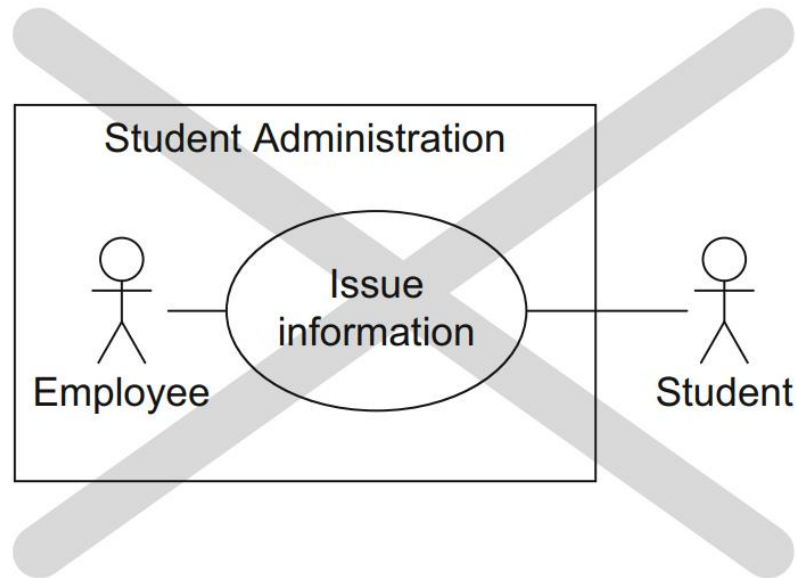 Student Administration
Issue
information
Employee
Student